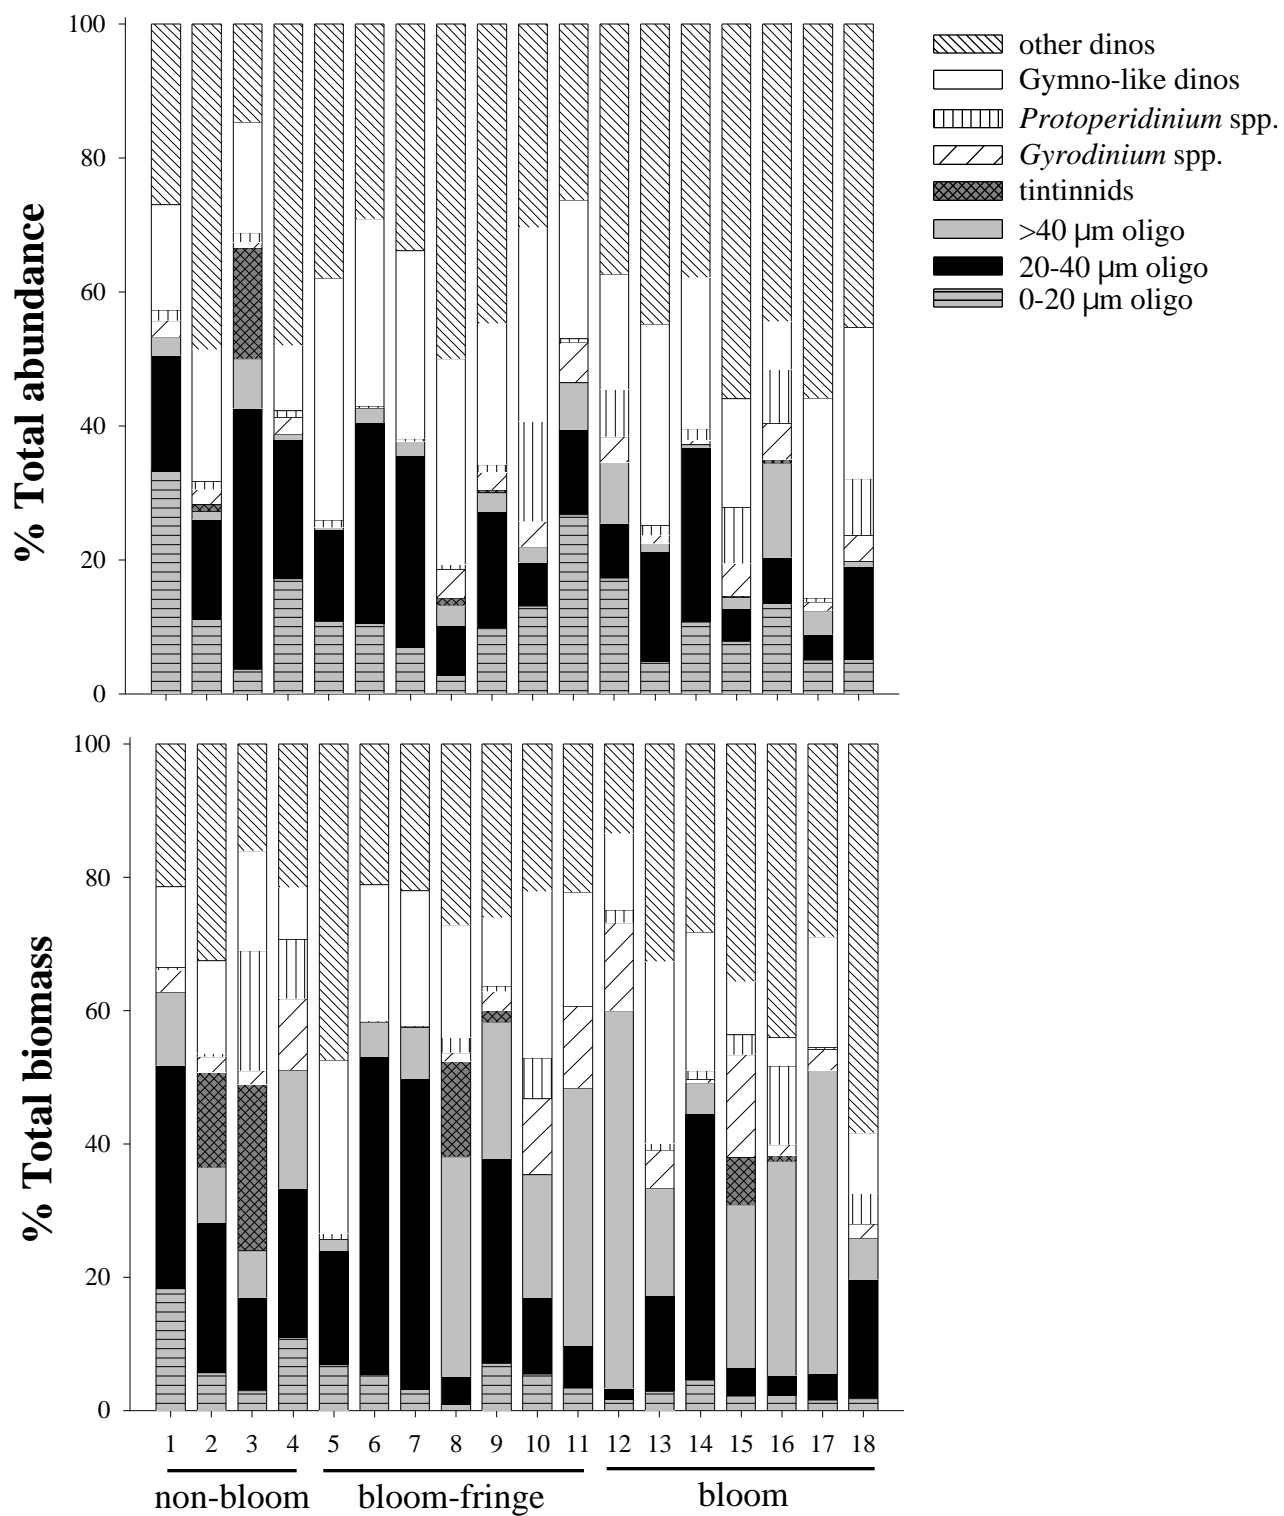 % Total abundance
100
80
60
40
20
0
other dinos
Gymno-like dinos
Protoperidinium spp.
Gyrodinium spp.
tintinnids
>40 µm oligo
20-40 µm oligo
0-20 µm oligo
% Total biomass
100
80
60
40
20
0
1 2 3 4 5 6 7 8 9 10 11 12 13 14 15 16 17 18
non-bloom bloom-fringe bloom